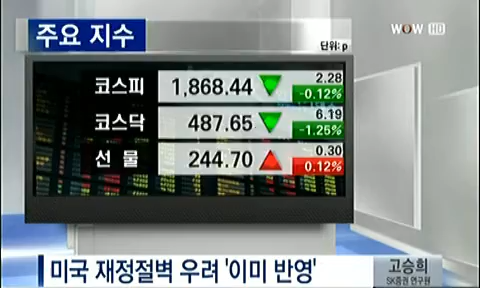 주요 지수
WOW HD
단위: p
코스피 1,868.44 ▼ 2.28 -0.12%
코스닥 487.65 ▼ 6.19 -1.25%
선물 244.70 ▲ 0.30 0.12%
미국 재정절벽 우려 '이미 반영'
고승희
SK증권 연구원